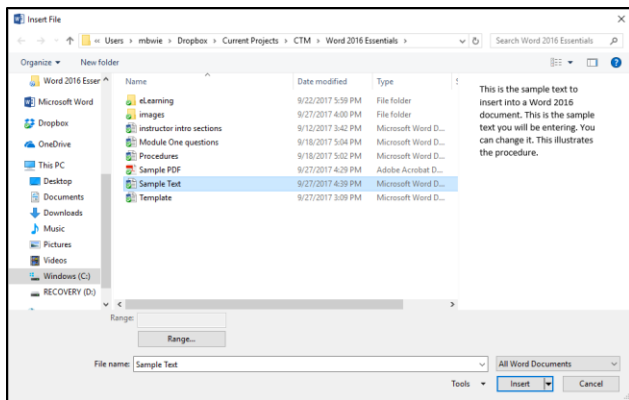 Insert File
« Users › mbwie › Dropbox › Current Projects › CTM › Word 2016 Essentials ›
Search Word 2016 Essentials
Organize
New folder
Word 2016 Esser
Microsoft Word
Dropbox
OneDrive
This PC
Desktop
Documents
Downloads
Music
Pictures
Videos
Windows (C:)
RECOVERY (D:)
Name Date modified Type
eLearning 9/22/2017 5:59 PM File folder
images 9/27/2017 4:00 PM File folder
instructor intro sections 9/12/2017 3:42 PM Microsoft Word D...
Module One questions 9/18/2017 5:04 PM Microsoft Word D...
Procedures 9/18/2017 5:02 PM Microsoft Word D...
Sample PDF 9/27/2017 4:29 PM Adobe Acrobat D...
Sample Text 9/27/2017 4:39 PM Microsoft Word D...
Template 9/27/2017 3:09 PM Microsoft Word D...
This is the sample text to
insert into a Word 2016
document. This is the sample
text you will be entering. You
can change it. This illustrates
the procedure.
Range:
Range...
File name: Sample Text
All Word Documents
Tools
Insert
Cancel